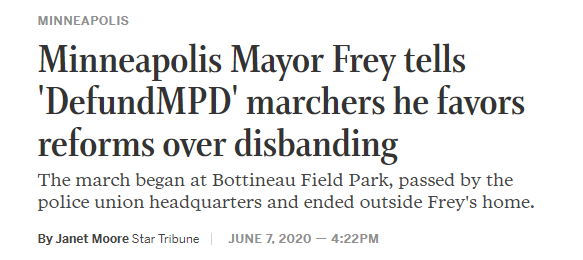 MINNEAPOLIS
Minneapolis Mayor Frey tells
'DefundMPD' marchers he favors
reforms over disbanding
The march began at Bottineau Field Park, passed by the
police union headquarters and ended outside Frey's home.
By Janet Moore Star Tribune | JUNE 7, 2020 — 4:22PM